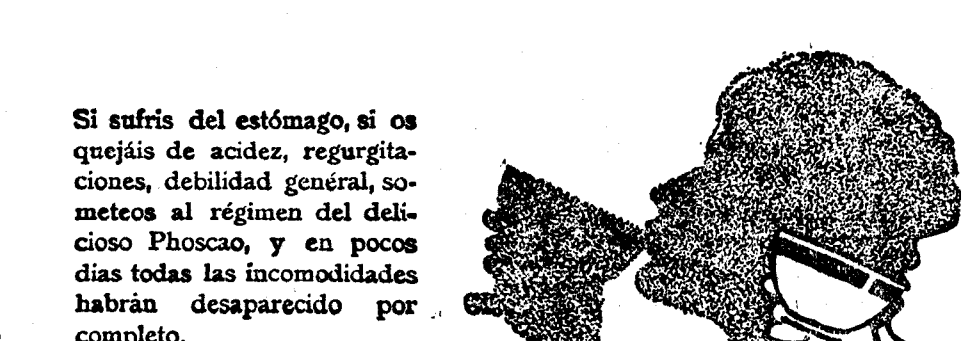 Si sufris del estómago, si os
quejáis de acidez, regurgita-
ciones, debilidad genéral, so-
meteos al régimen del deli-
cioso Phoscao, y en pocos
dias todas las incomodidades
habràn desaparecido por
completo.